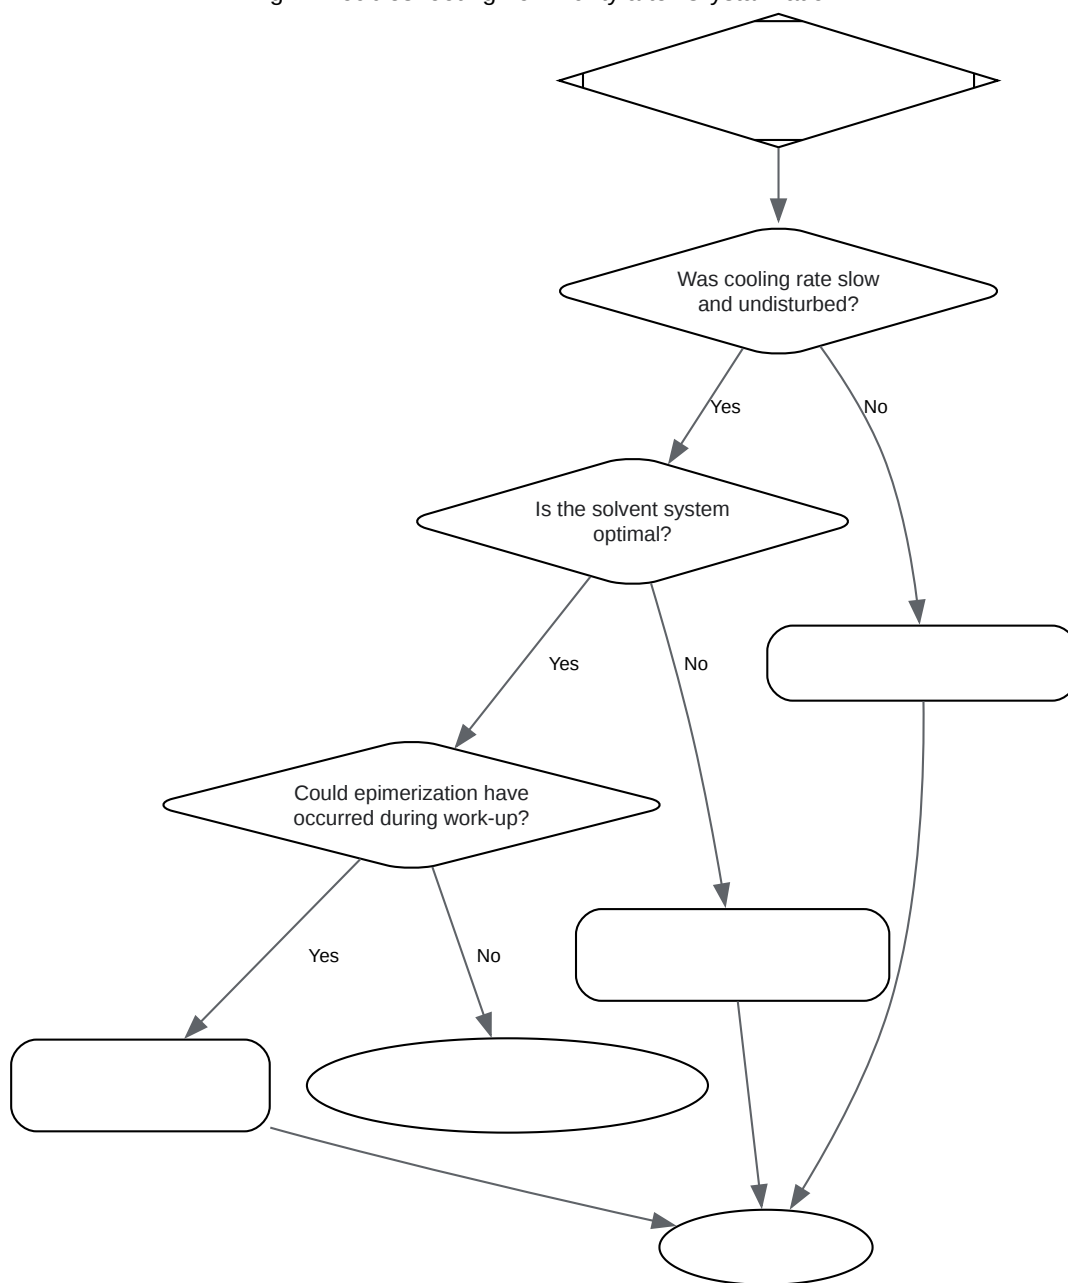 Was cooling rate slow
and undisturbed?
Yes
No
Is the solvent system
optimal?
Yes
No
Could epimerization have
occurred during work-up?
Yes
No